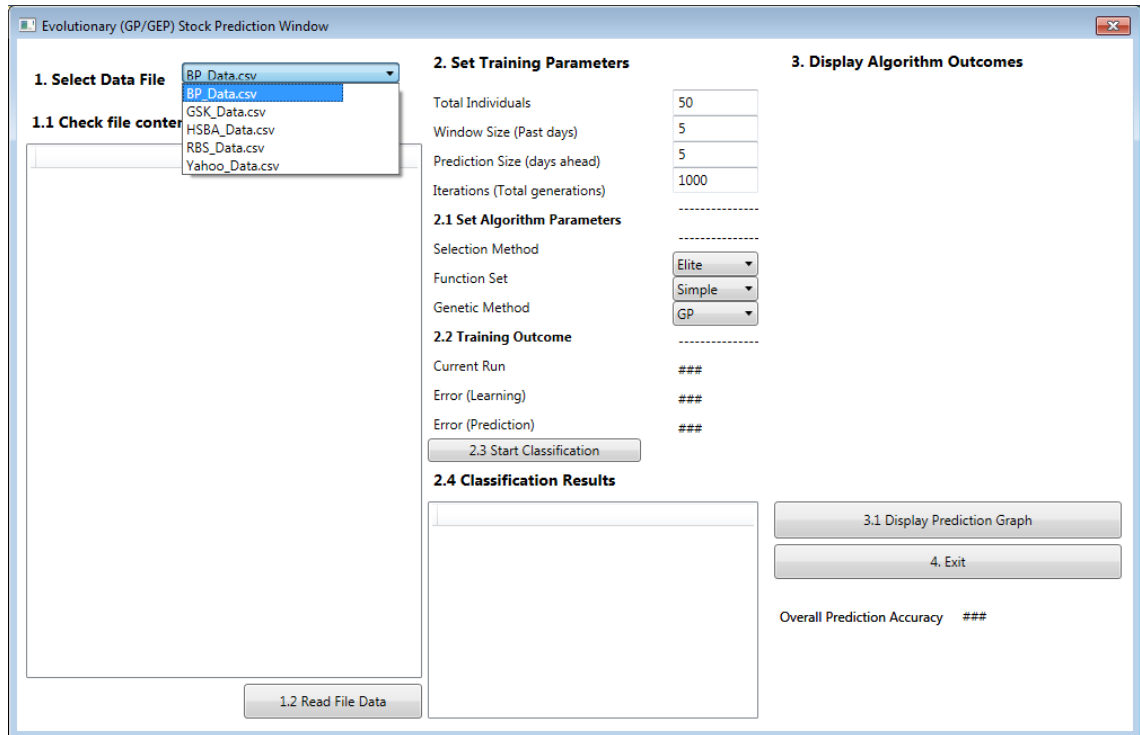 Evolutionary (GP/GEP) Stock Prediction Window
1. Select Data File
BP_Data.csv
BP_Data.csv
GSK_Data.csv
HSBA_Data.csv
RBS_Data.csv
Yahoo_Data.csv
1.1 Check file conter
1.2 Read File Data
2. Set Training Parameters
Total Individuals 50
Window Size (Past days) 5
Prediction Size (days ahead) 5
Iterations (Total generations) 1000
---------------
2.1 Set Algorithm Parameters
---------------
Selection Method Elite
Function Set Simple
Genetic Method GP
2.2 Training Outcome ---------------
Current Run ###
Error (Learning) ###
Error (Prediction) ###
2.3 Start Classification
2.4 Classification Results
3. Display Algorithm Outcomes
3.1 Display Prediction Graph
4. Exit
Overall Prediction Accuracy ###